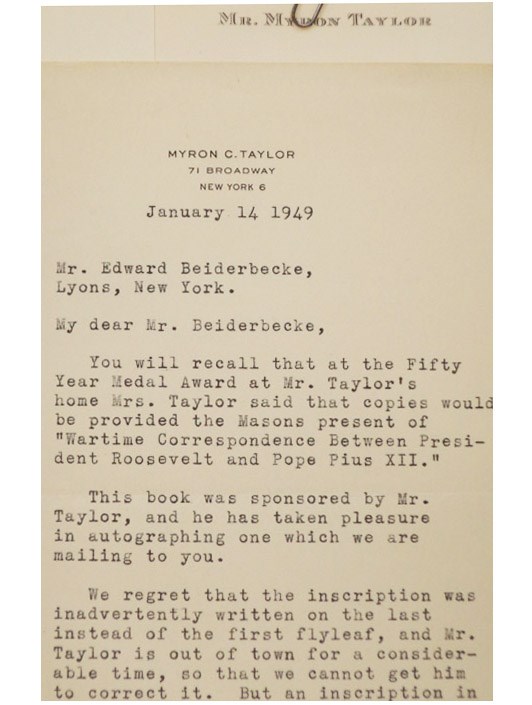 MR. MYRON TAYLOR
MYRON C. TAYLOR
71 BROADWAY
NEW YORK 6
January 14 1949
Mr. Edward Beiderbecke,
Lyons, New York.
My dear Mr. Beiderbecke,
You will recall that at the Fifty
Year Medal Award at Mr. Taylor's
home Mrs. Taylor said that copies would
be provided the Masons present of
"Wartime Correspondence Between Presi-
dent Roosevelt and Pope Pius XII."
This book was sponsored by Mr.
Taylor, and he has taken pleasure
in autographing one which we are
mailing to you.
We regret that the inscription was
inadvertently written on the last
instead of the first flyleaf, and Mr.
Taylor is out of town for a consider-
able time, so that we cannot get him
to correct it. But an inscription in